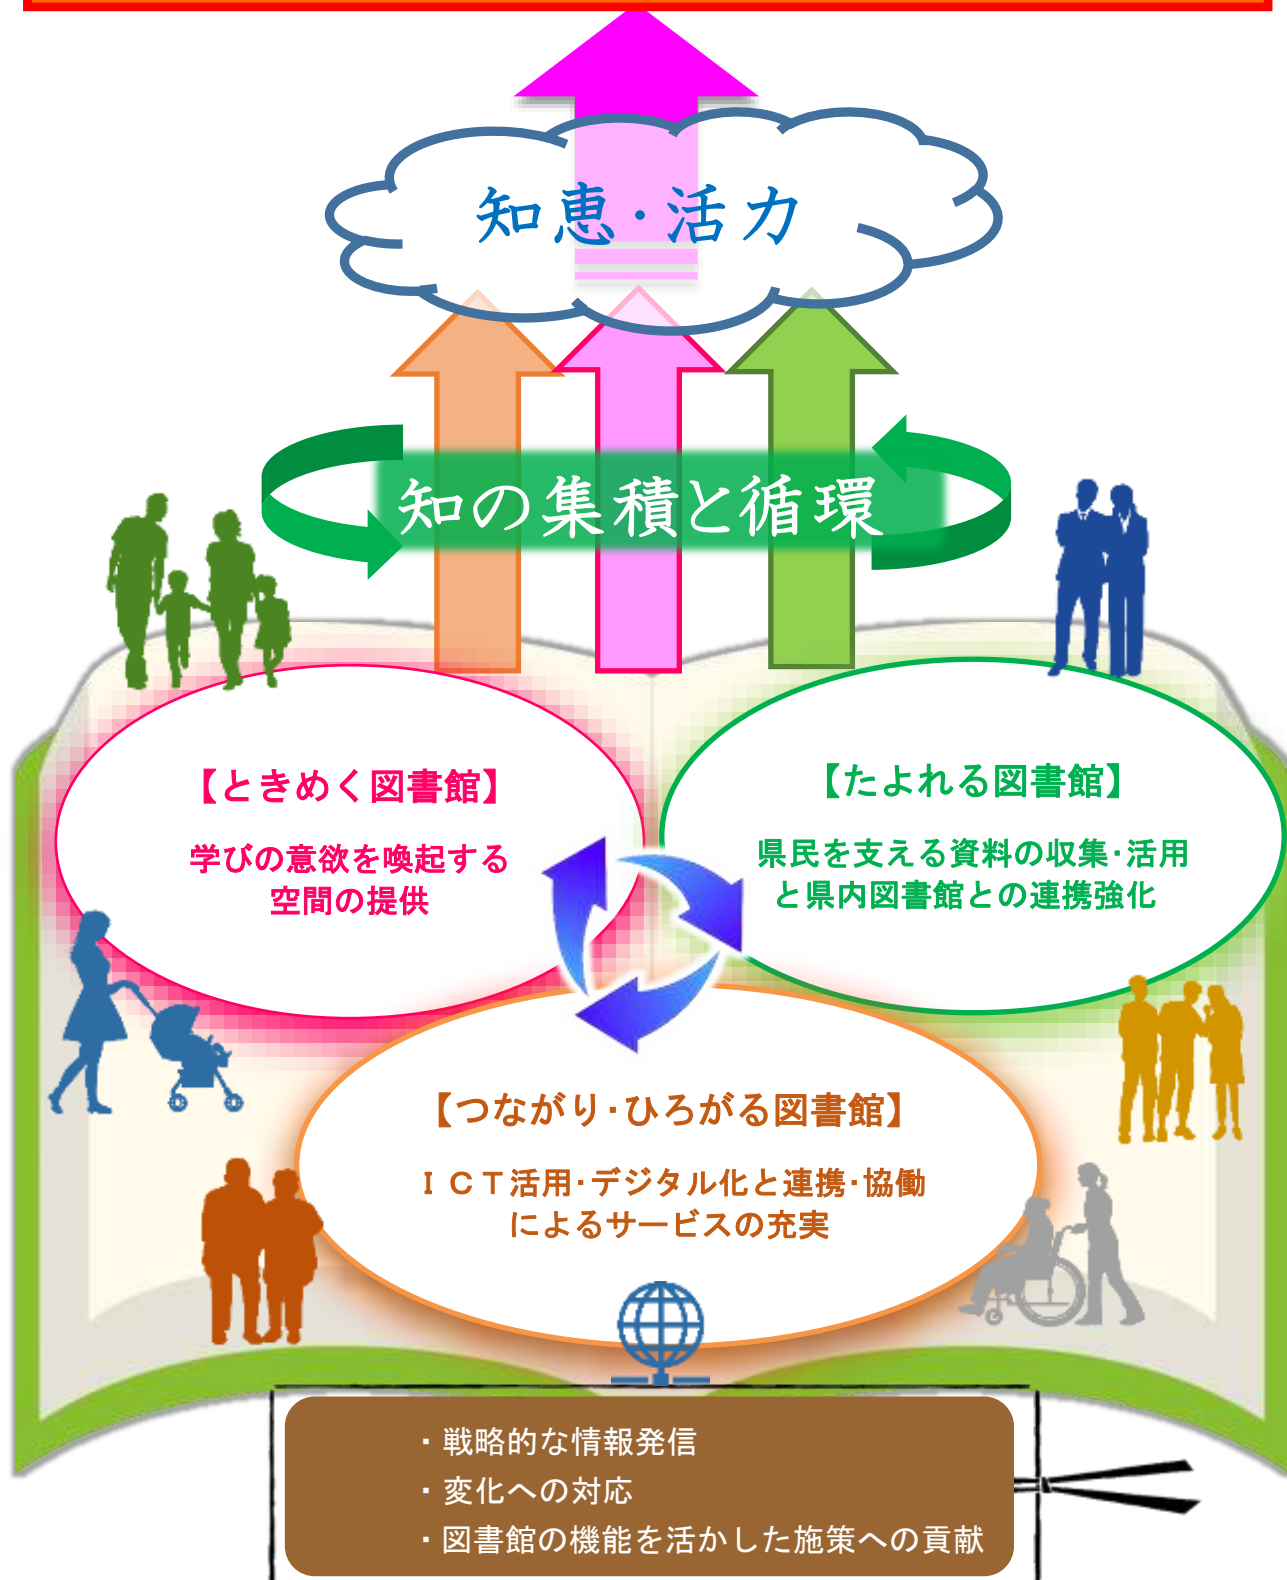 知恵・活力
知の集積と循環
【ときめく図書館】
学びの意欲を喚起する
空間の提供
【たよれる図書館】
県民を支える資料の収集・活用
と県内図書館との連携強化
【つながり・ひろがる図書館】
ＩＣＴ活用・デジタル化と連携・協働
によるサービスの充実
・戦略的な情報発信
・変化への対応
・図書館の機能を活かした施策への貢献